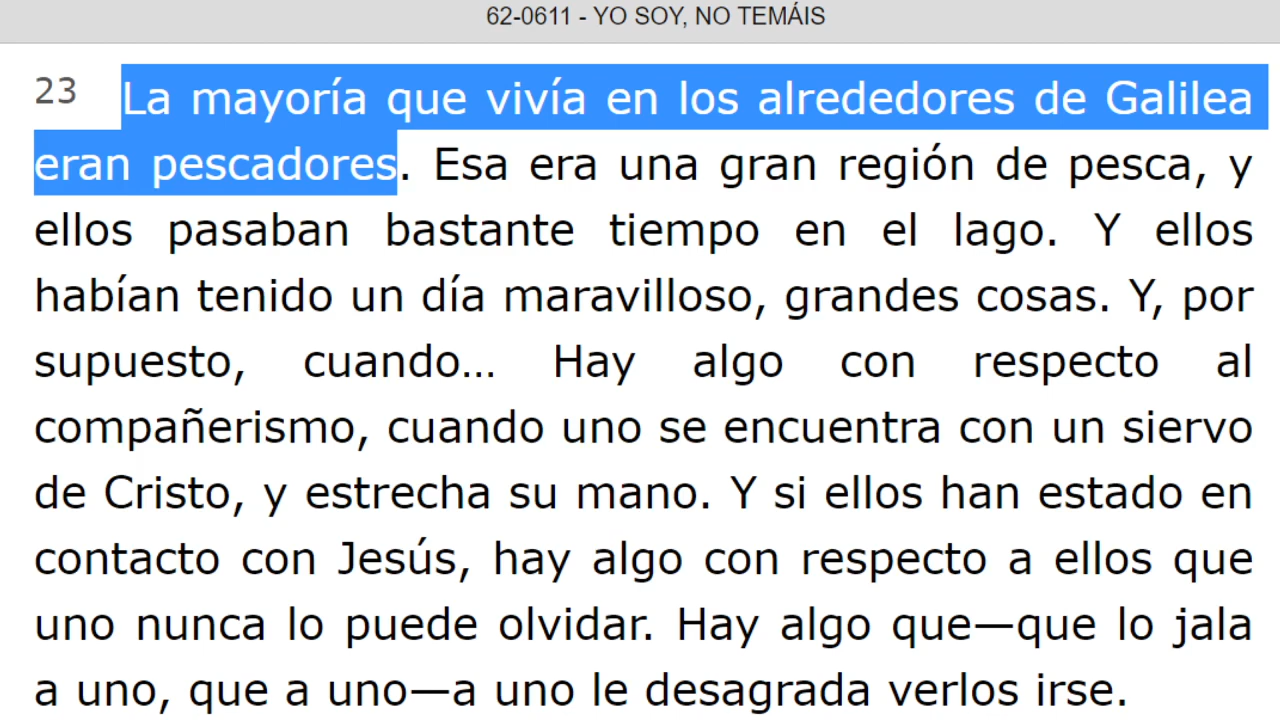 62-0611 - YO SOY, NO TEMÁIS
23 La mayoría que vivía en los alrededores de Galilea
eran pescadores. Esa era una gran región de pesca, y
ellos pasaban bastante tiempo en el lago. Y ellos
habían tenido un día maravilloso, grandes cosas. Y, por
supuesto, cuando... Hay algo con respecto al
compañerismo, cuando uno se encuentra con un siervo
de Cristo, y estrecha su mano. Y si ellos han estado en
contacto con Jesús, hay algo con respecto a ellos que
uno nunca lo puede olvidar. Hay algo que—que lo jala
a uno, que a uno—a uno le desagrada verlos irse.